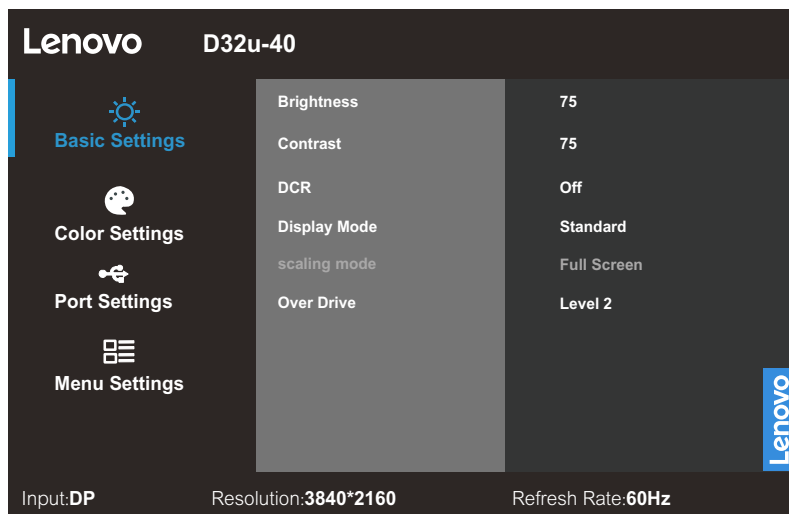 Lenovo D32u-40
Basic Settings
Color Settings
Port Settings
Menu Settings
Brightness 75
Contrast 75
DCR Off
Display Mode Standard
scaling mode Full Screen
Over Drive Level 2
Lenovo
Input:DP Resolution:3840*2160 Refresh Rate:60Hz